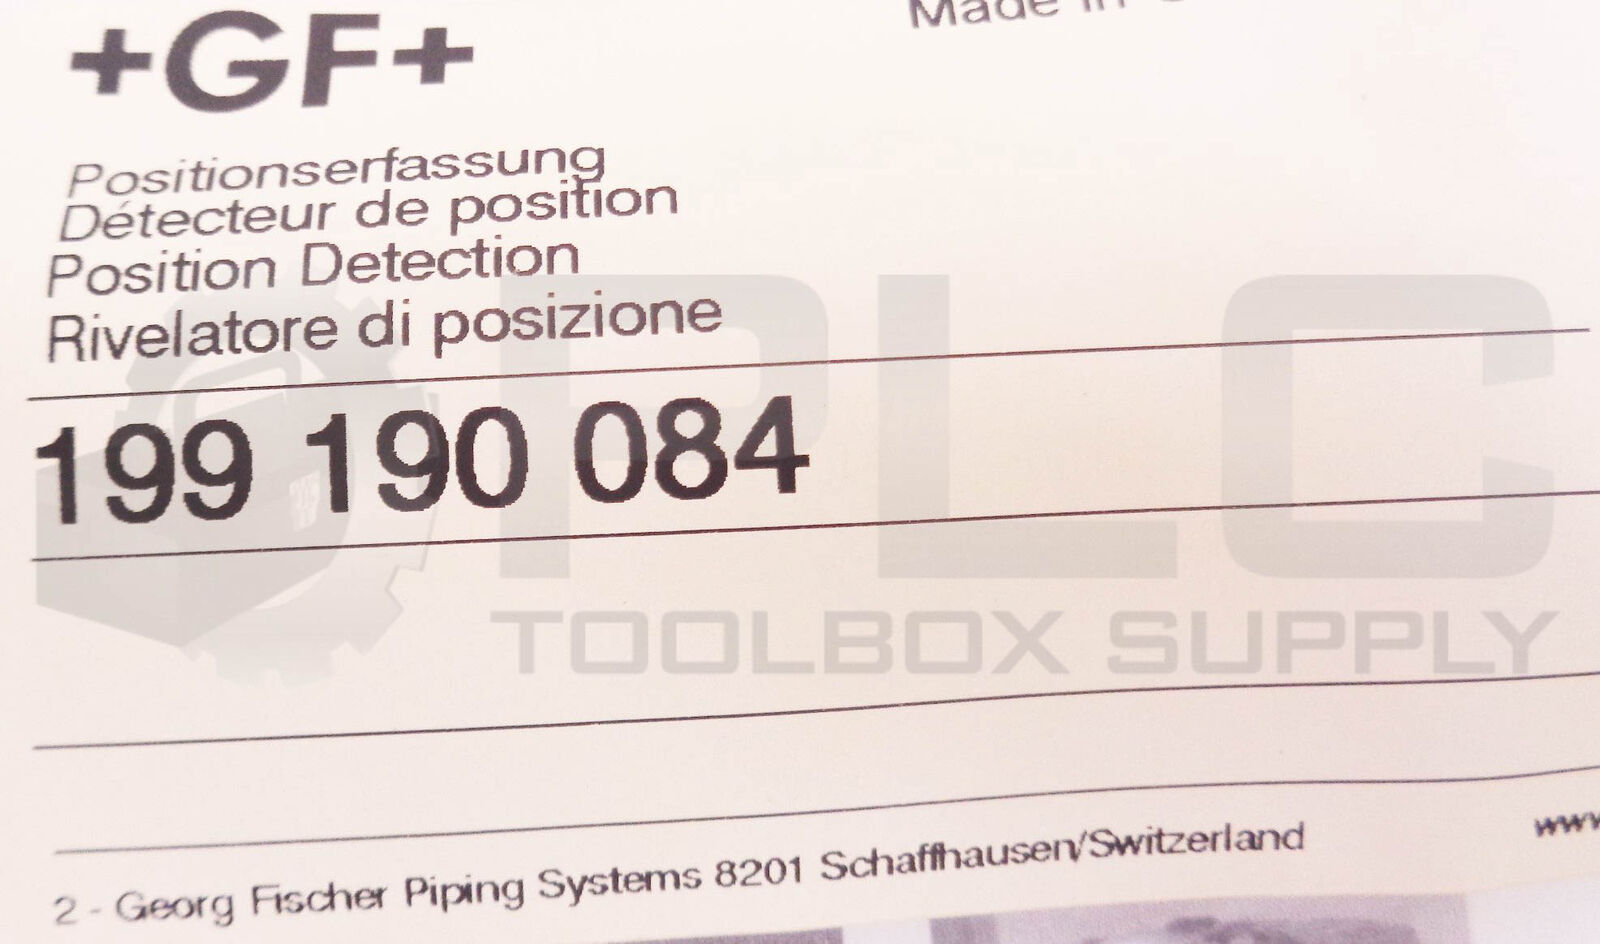 +GF+
Made in
Positionserfassung
Détecteur de position
Position Detection
Rivelatore di posizione
199 190 084
PLC
TOOLBOX SUPPLY
2 - Georg Fischer Piping Systems 8201 Schaffhausen/Switzerland
www